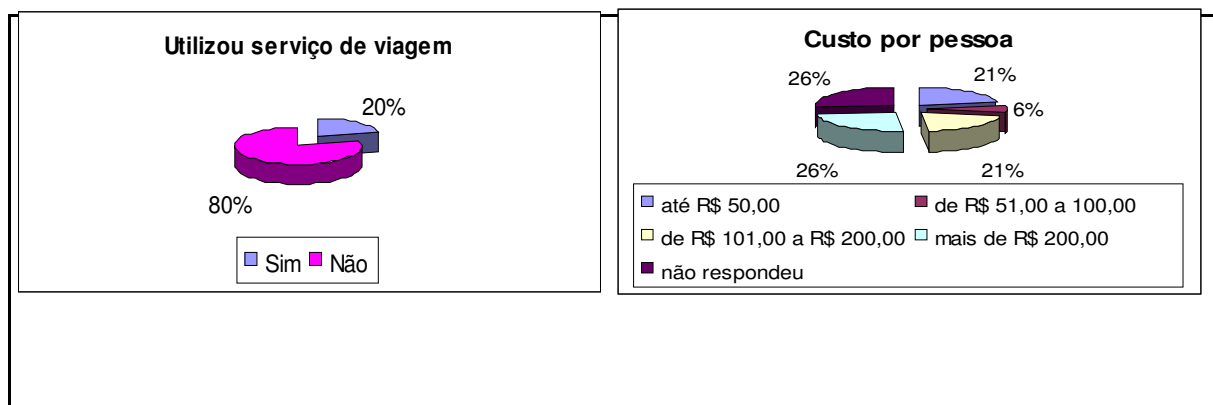 Utilizou serviço de viagem
20%
80%
Sim Não
Custo por pessoa
26% 21%
6%
26% 21%
até R$ 50,00 de R$ 51,00 a 100,00
de R$ 101,00 a R$ 200,00 mais de R$ 200,00
não respondeu